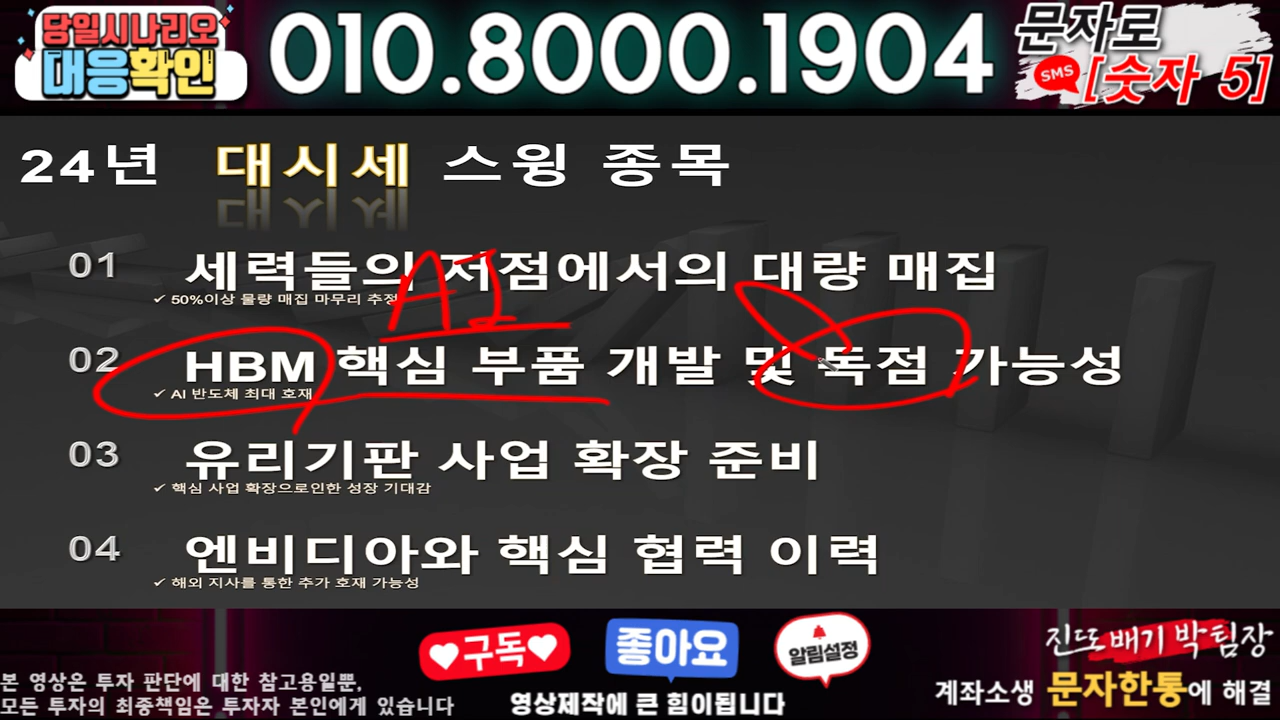 당일시나리오
대응확인
010.8000.1904
문자로
SMS
[숫자 5]
24년 대시세 스윙 종목
01 세력들의 저점에서의 대량 매집
✓ 50%이상 물량 매집 마무리 추정
AI
02 HBM 핵심 부품 개발 및 독점 가능성
✓ AI 반도체 최대 호재
03 유리기판 사업 확장 준비
✓ 핵심 사업 확장으로인한 성장 기대감
04 엔비디아와 핵심 협력 이력
✓ 해외 지사를 통한 추가 호재 가능성
구독
좋아요
알림설정
진또배기 박팀장
본 영상은 투자 판단에 대한 참고용일뿐,
모든 투자의 최종책임은 투자자 본인에게 있습니다
영상제작에 큰 힘이됩니다
계좌소생 문자한통에 해결